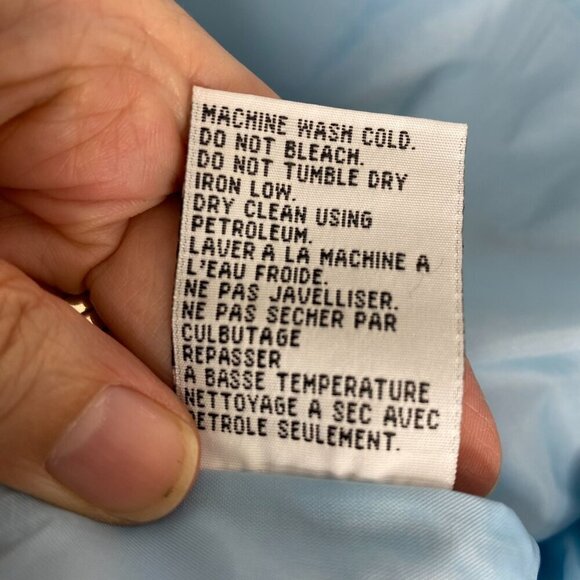 MACHINE WASH COLD.
DO NOT BLEACH.
DO NOT TUMBLE DRY
IRON LOW.
DRY CLEAN USING
PETROLEUM.
LAVER A LA MACHINE A
L'EAU FROIDE.
NE PAS JAVELLISER.
NE PAS SECHER PAR
CULBUTAGE
REPASSER
A BASSE TEMPERATURE
NETTOYAGE A SEC AVEC
PETROLE SEULEMENT.